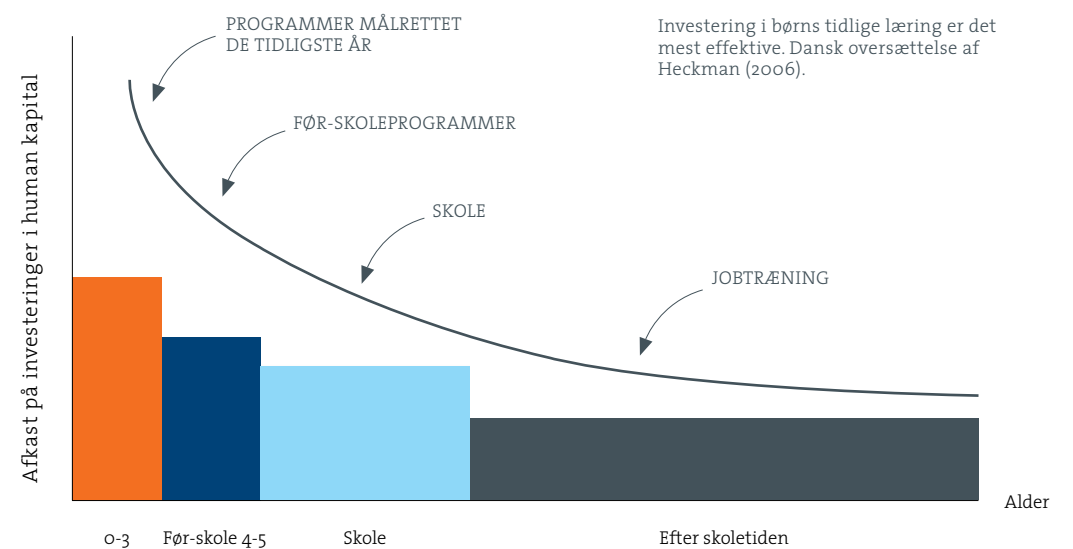 PROGRAMMER MÅLRETTET
DE TIDLIGSTE ÅR
Investering i børns tidlige læring er det
mest effektive. Dansk oversættelse af
Heckman (2006).
FØR-SKOLEPROGRAMMER
SKOLE
JOBTRÆNING
Afkast på investeringer i human kapital
Alder
0-3
Før-skole 4-5
Skole
Efter skoletiden